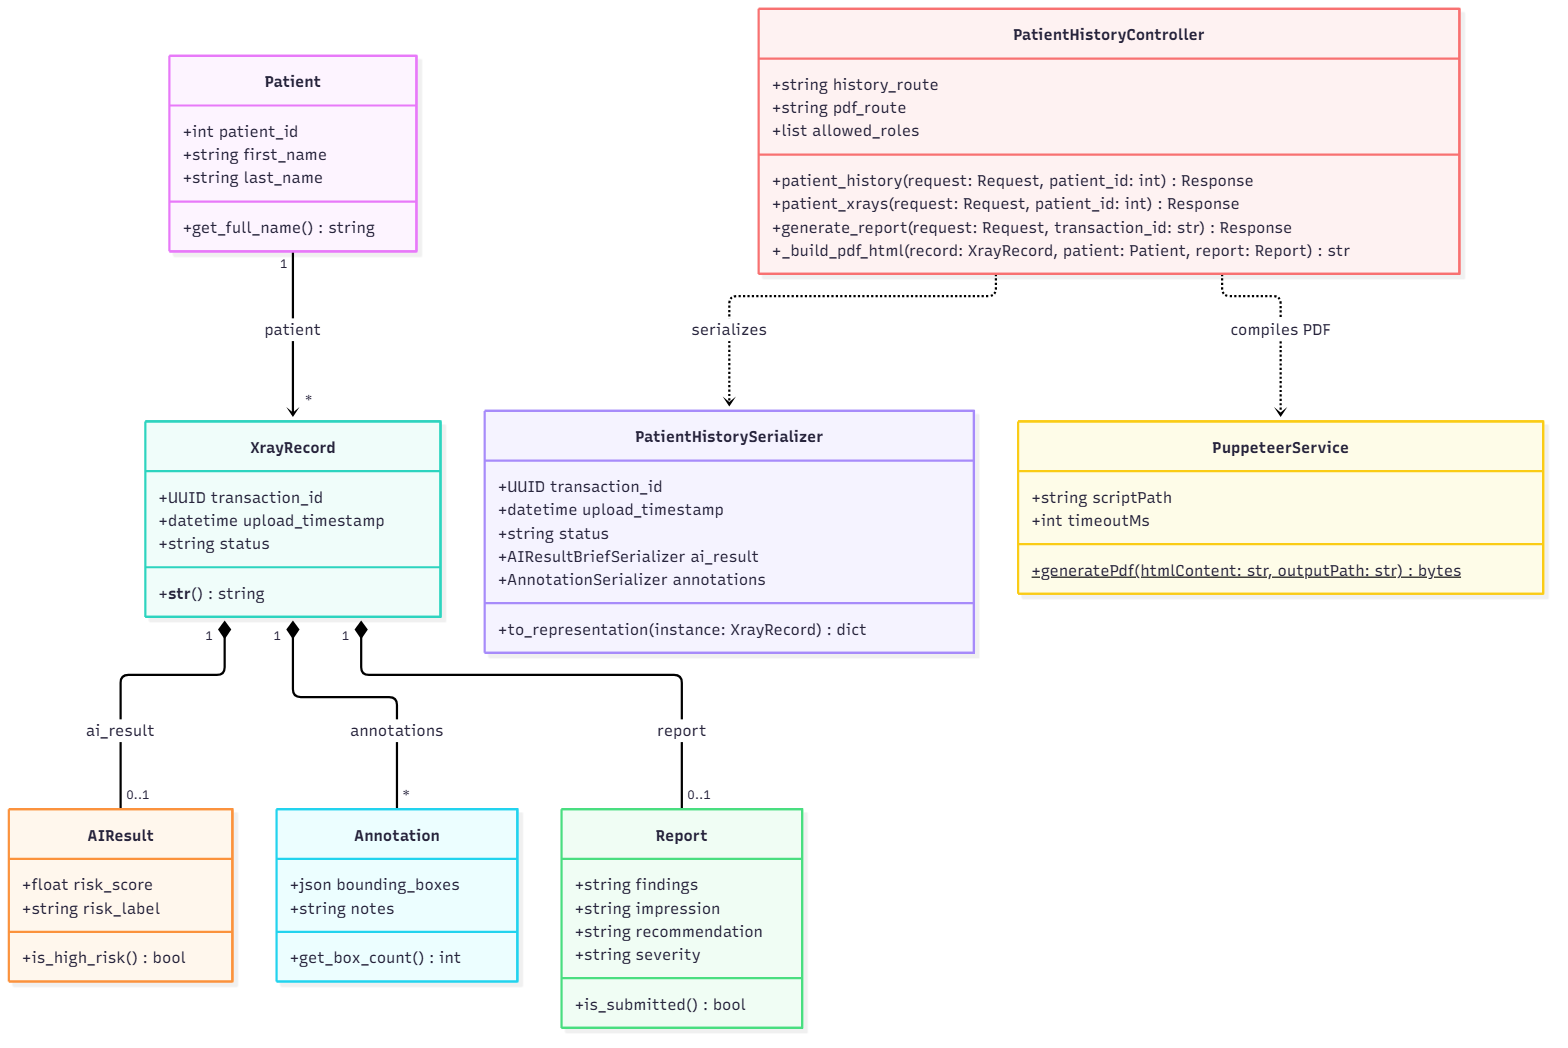 PatientHistoryController
+string history_route
+string pdf_route
+list allowed_roles
+patient_history(request: Request, patient_id: int) : Response
+patient_xrays(request: Request, patient_id: int) : Response
+generate_report(request: Request, transaction_id: str) : Response
+_build_pdf_html(record: XrayRecord, patient: Patient, report: Report) : str
Patient
+int patient_id
+string first_name
+string last_name
+get_full_name() : string
1
patient
*
serializes
compiles PDF
XrayRecord
+UUID transaction_id
+datetime upload_timestamp
+string status
+str() : string
PatientHistorySerializer
+UUID transaction_id
+datetime upload_timestamp
+string status
+AIResultBriefSerializer ai_result
+AnnotationSerializer annotations
+to_representation(instance: XrayRecord) : dict
PuppeteerService
+string scriptPath
+int timeoutMs
+generatePdf(htmlContent: str, outputPath: str) : bytes
1
1
1
ai_result
annotations
report
0..1
*
0..1
AIResult
+float risk_score
+string risk_label
+is_high_risk() : bool
Annotation
+json bounding_boxes
+string notes
+get_box_count() : int
Report
+string findings
+string impression
+string recommendation
+string severity
+is_submitted() : bool